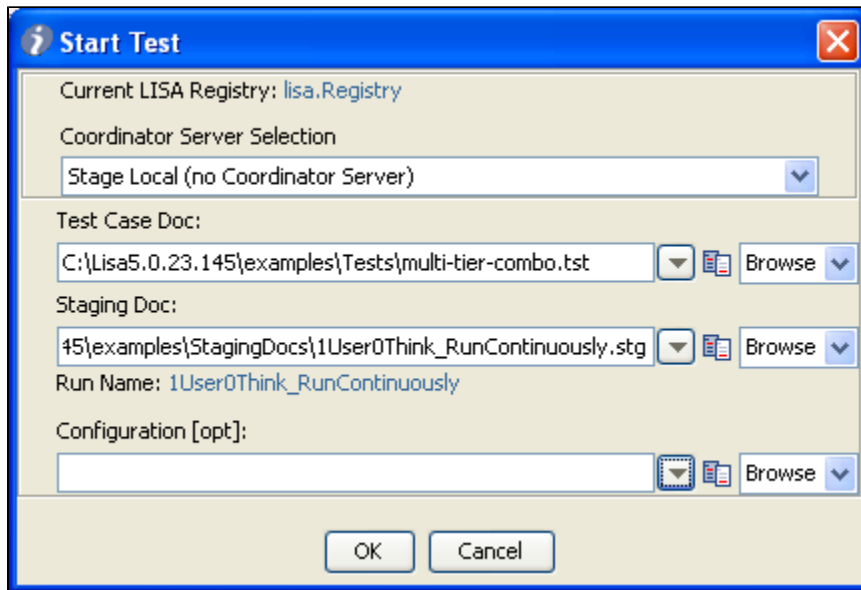 Start Test
Current LISA Registry: lisa.Registry
Coordinator Server Selection
Stage Local (no Coordinator Server)
Test Case Doc:
C:\Lisa5.0.23.145\examples\Tests\multi-tier-combo.tst Browse
Staging Doc:
45\examples\StagingDocs\1User0Think_RunContinuously.stg Browse
Run Name: 1User0Think_RunContinuously
Configuration [opt]:
Browse
OK Cancel